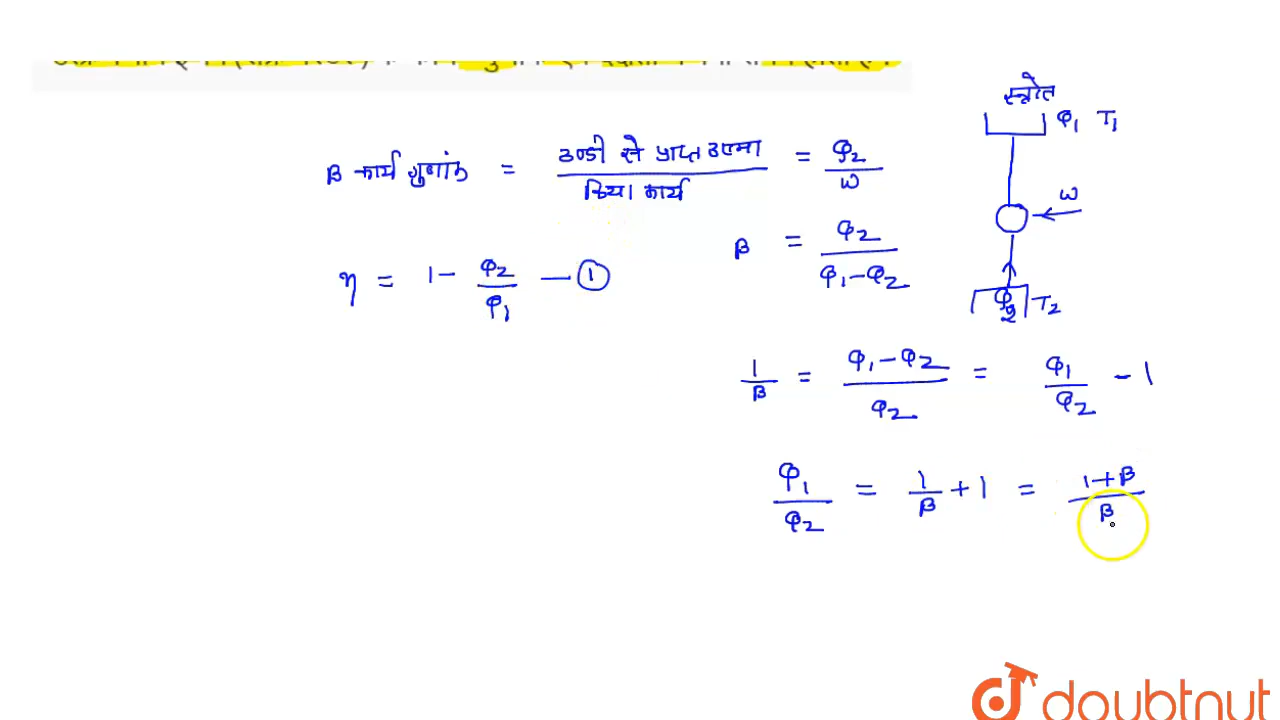 स्त्रोत
Q₁ T₁
β कार्य गुणांक = ठण्डी से प्राप्त उष्मा / किया कार्य = Q₂ / W
W
β = Q₂ / Q₁-Q₂
η = 1 - Q₂ / Q₁ — ①
Q₂ T₂
1 / β = Q₁-Q₂ / Q₂ = Q₁ / Q₂ - 1
Q₁ / Q₂ = 1 / β + 1 = 1+β / β
doubtnut